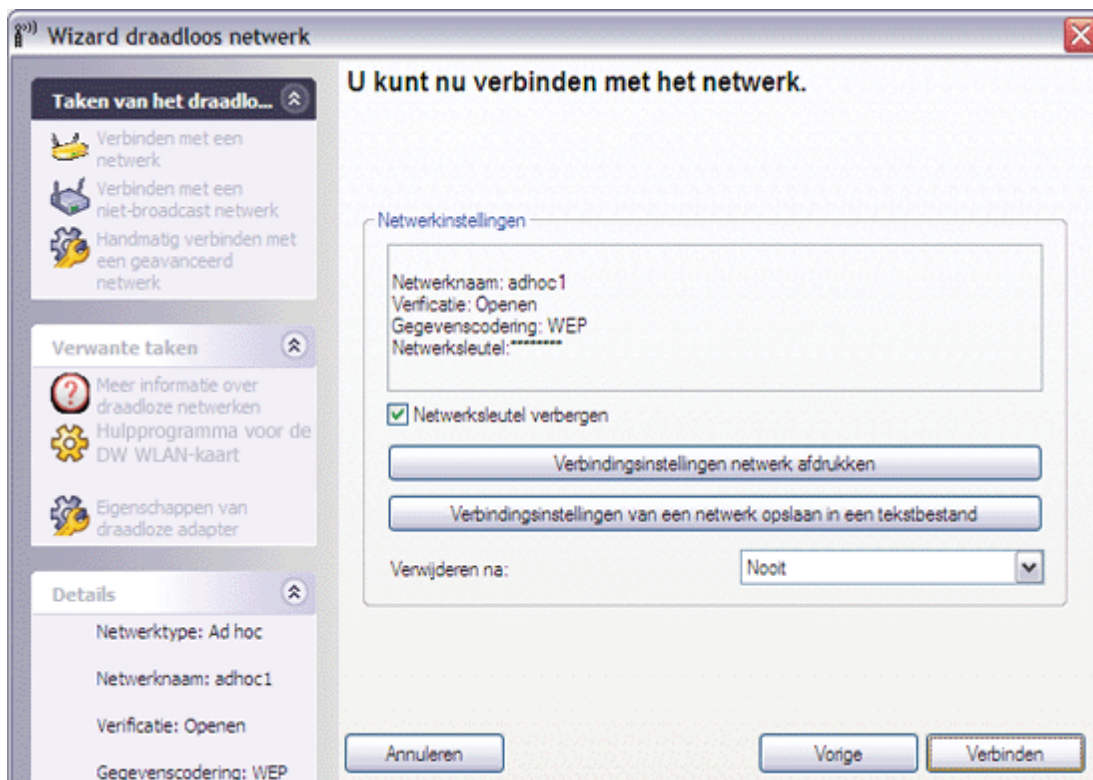 Wizard draadloos netwerk
Taken van het draadlo...
Verbinden met een
netwerk
Verbinden met een
niet-broadcast netwerk
Handmatig verbinden met
een geavanceerd
netwerk
Verwante taken
Meer informatie over
draadloze netwerken
Hulpprogramma voor de
DW WLAN-kaart
Eigenschappen van
draadloze adapter
Details
Netwerktype: Ad hoc
Netwerknaam: adhoc1
Verificatie: Openen
Gegevenscodering: WEP
U kunt nu verbinden met het netwerk.
Netwerkinstellingen
Netwerknaam: adhoc1
Verificatie: Openen
Gegevenscodering: WEP
Netwerksleutel:********
Netwerksleutel verbergen
Verbindingsinstellingen netwerk afdrukken
Verbindingsinstellingen van een netwerk opslaan in een tekstbestand
Verwijderen na:
Nooit
Annuleren
Vorige
Verbinden